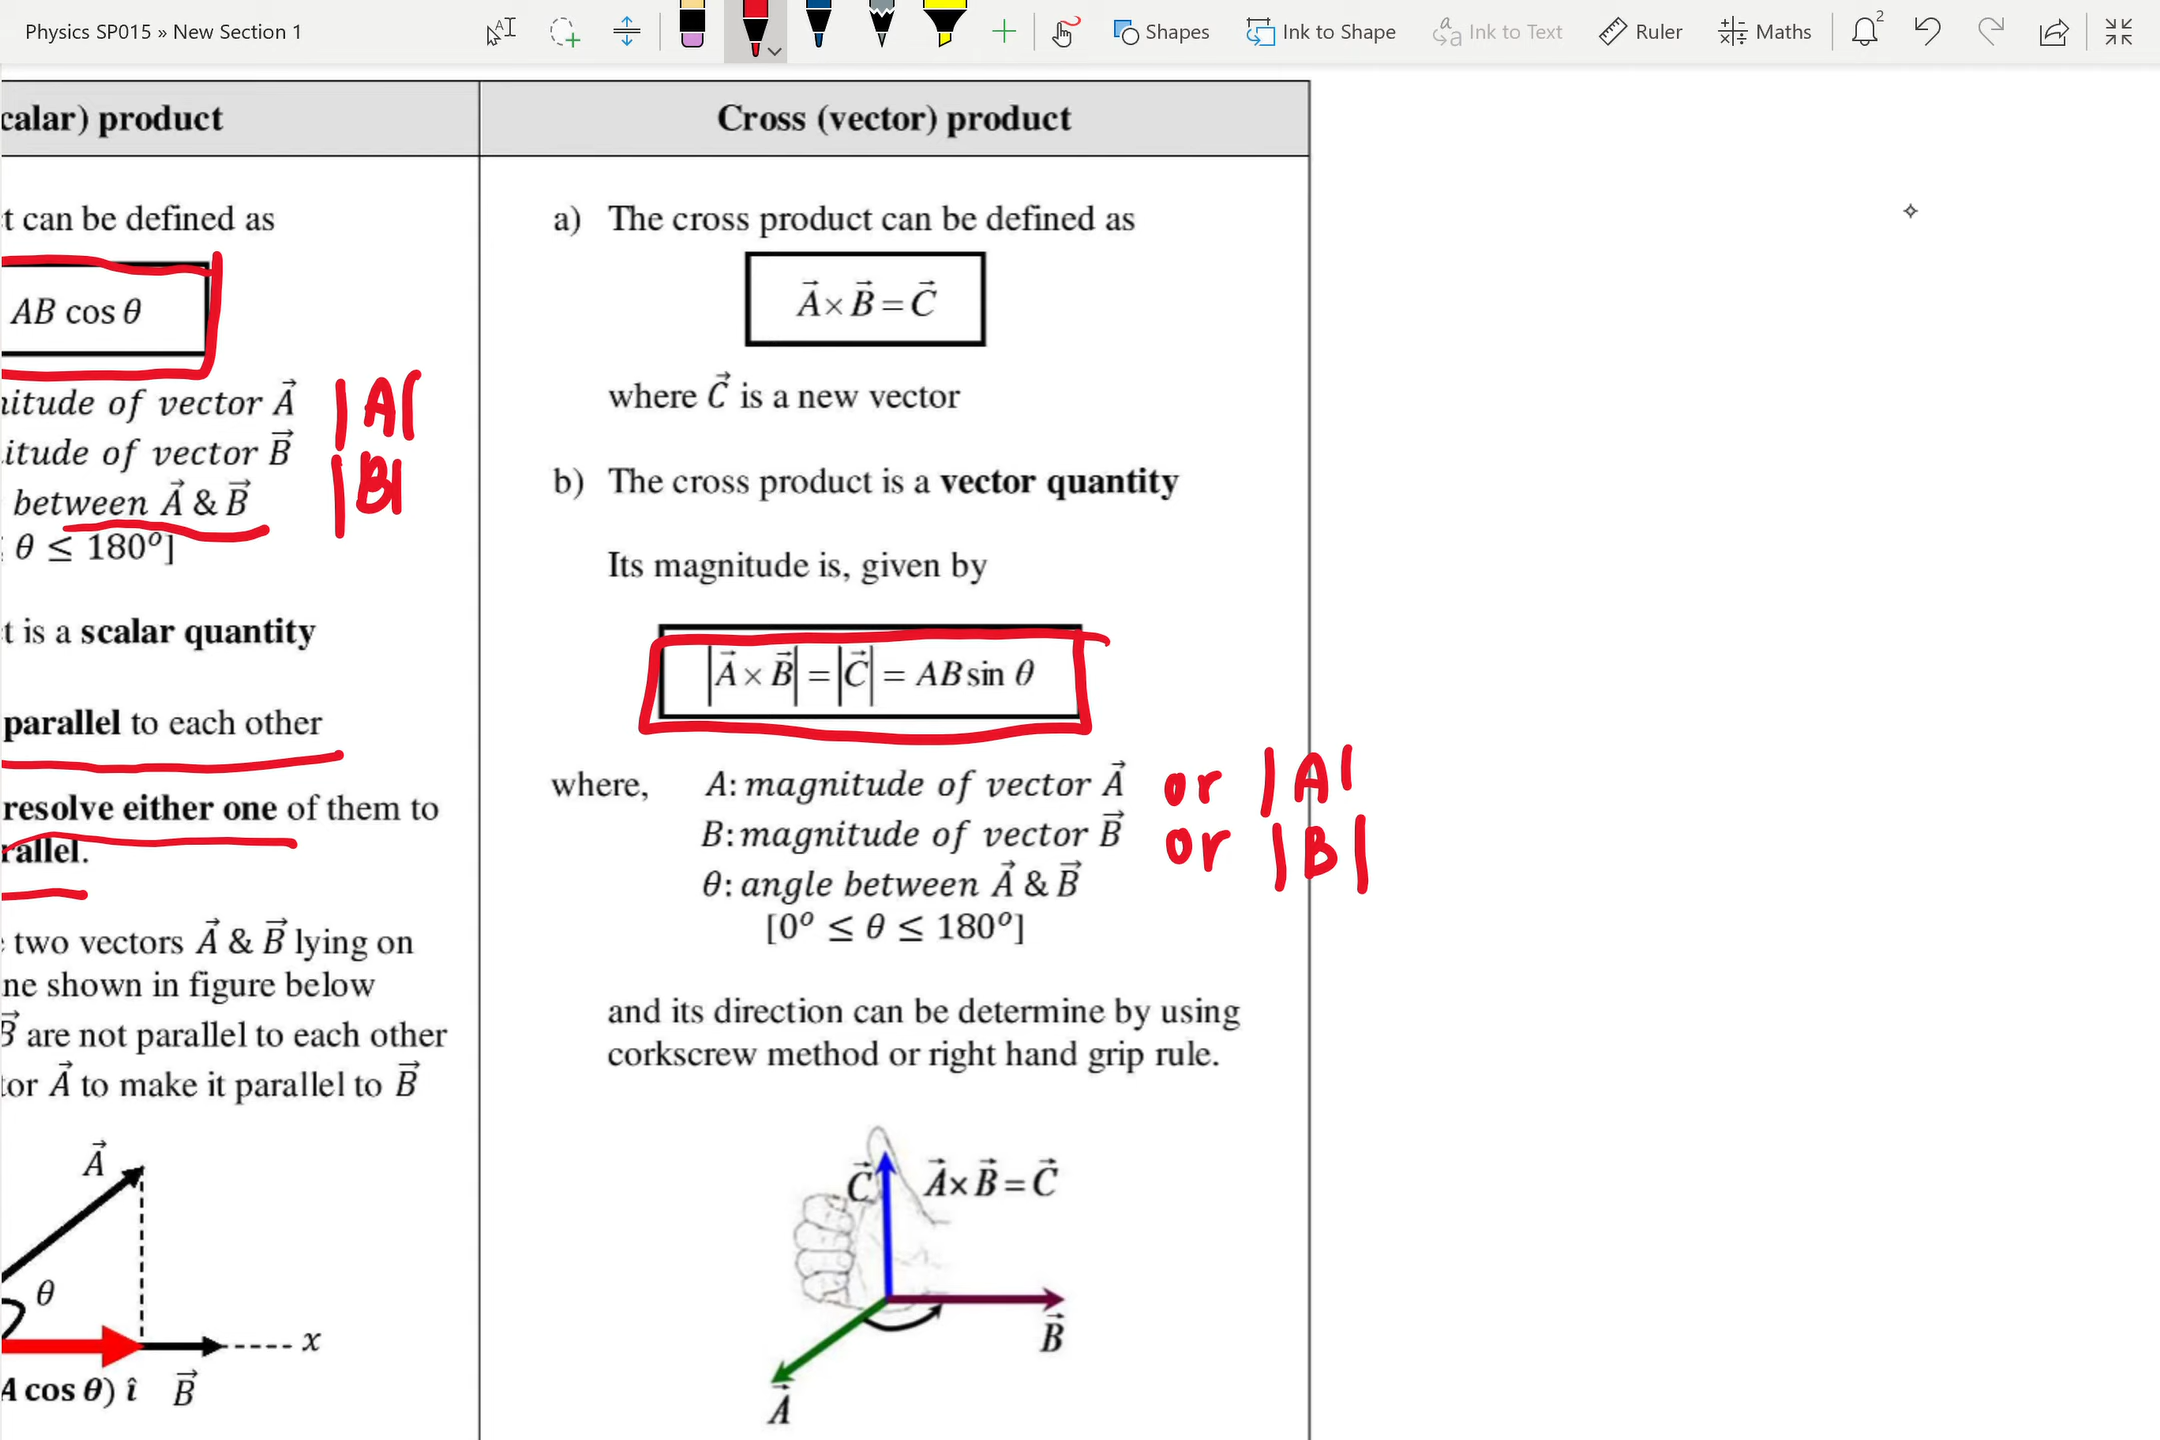 Physics SP015 » New Section 1
2
Shapes
Ink to Shape
Ink to Text
Ruler
Maths
calar) product
t can be defined as
AB cos θ
nitude of vector A⃗ |A|
itude of vector B⃗ |B|
between A⃗ & B⃗
θ ≤ 180º]
t is a scalar quantity
parallel to each other
resolve either one of them to
rallel.
two vectors A⃗ & B⃗ lying on
ne shown in figure below
B⃗ are not parallel to each other
tor A⃗ to make it parallel to B⃗
A⃗
θ
x
A cos θ) î B⃗
Cross (vector) product
a) The cross product can be defined as
A⃗ × B⃗ = C⃗
where C⃗ is a new vector
b) The cross product is a vector quantity
Its magnitude is, given by
|A⃗ × B⃗| = |C⃗| = AB sin θ
where, A: magnitude of vector A⃗ or |A|
B: magnitude of vector B⃗ or |B|
θ: angle between A⃗ & B⃗
[0º ≤ θ ≤ 180º]
and its direction can be determine by using
corkscrew method or right hand grip rule.
C⃗ A⃗ × B⃗ = C⃗
B⃗
A⃗